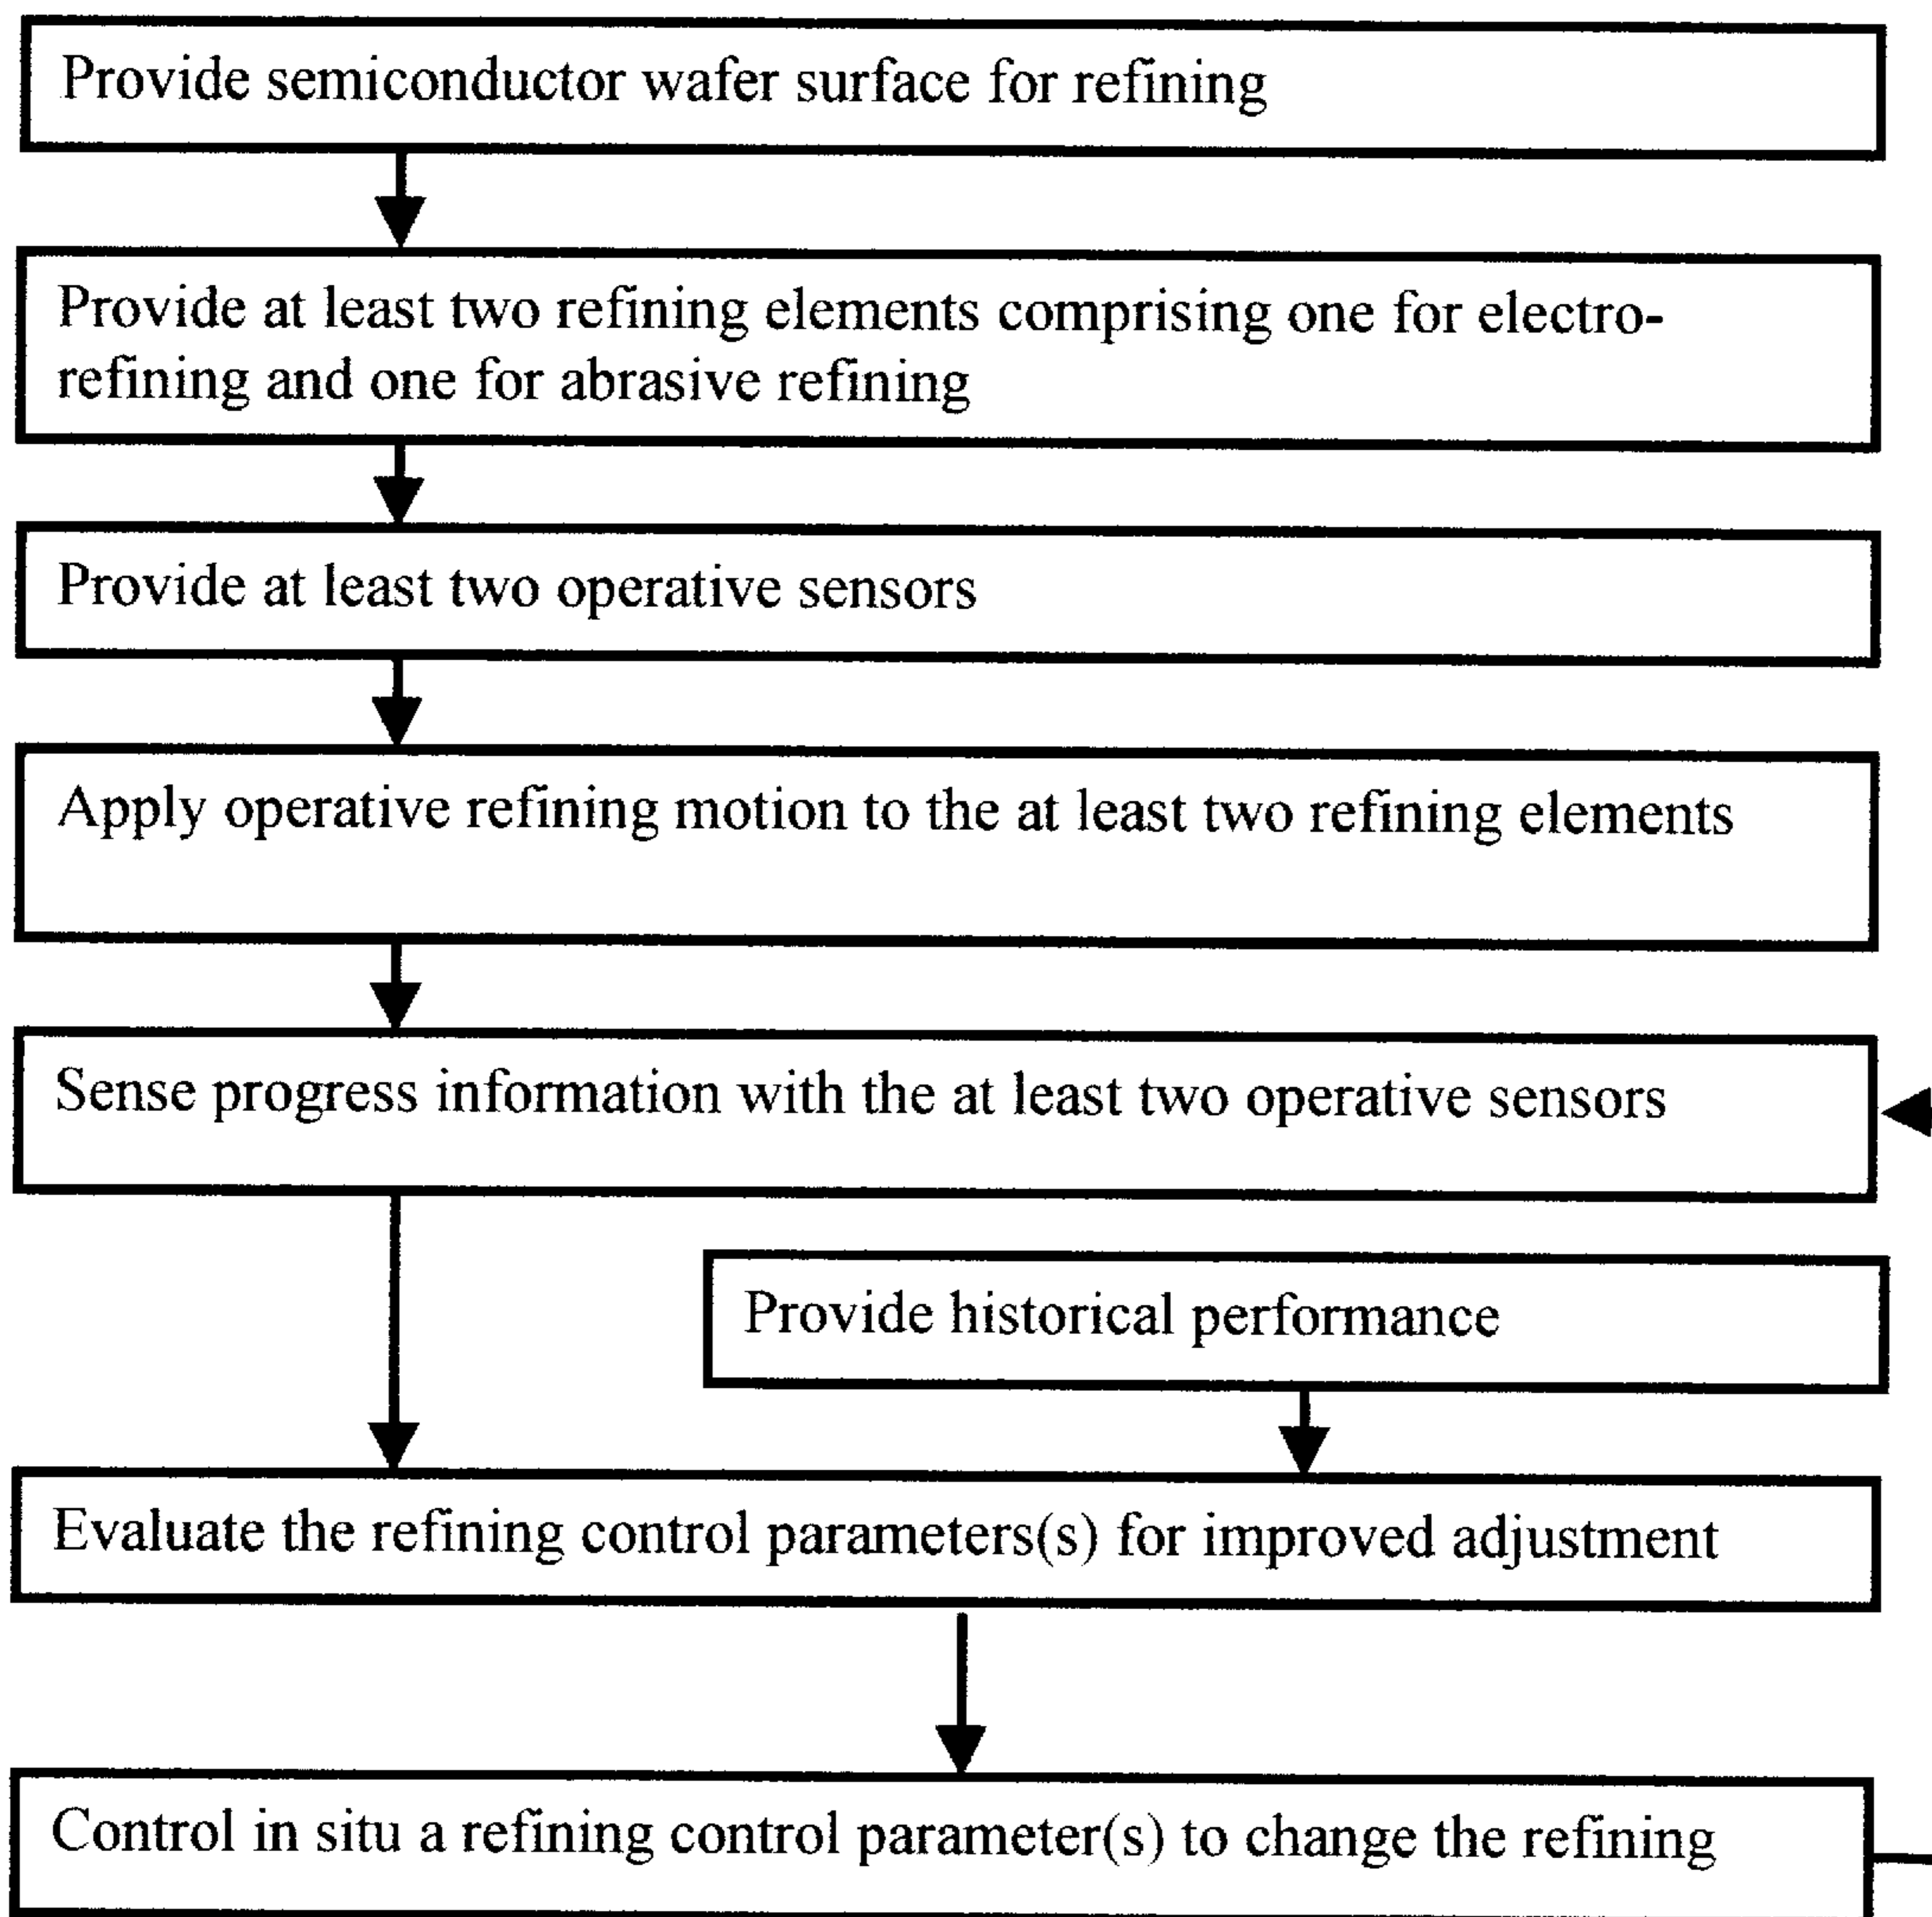 Provide semiconductor wafer surface for refining
Provide at least two refining elements comprising one for electro-
refining and one for abrasive refining
Provide at least two operative sensors
Apply operative refining motion to the at least two refining elements
Sense progress information with the at least two operative sensors
Provide historical performance
Evaluate the refining control parameters(s) for improved adjustment
Control in situ a refining control parameter(s) to change the refining